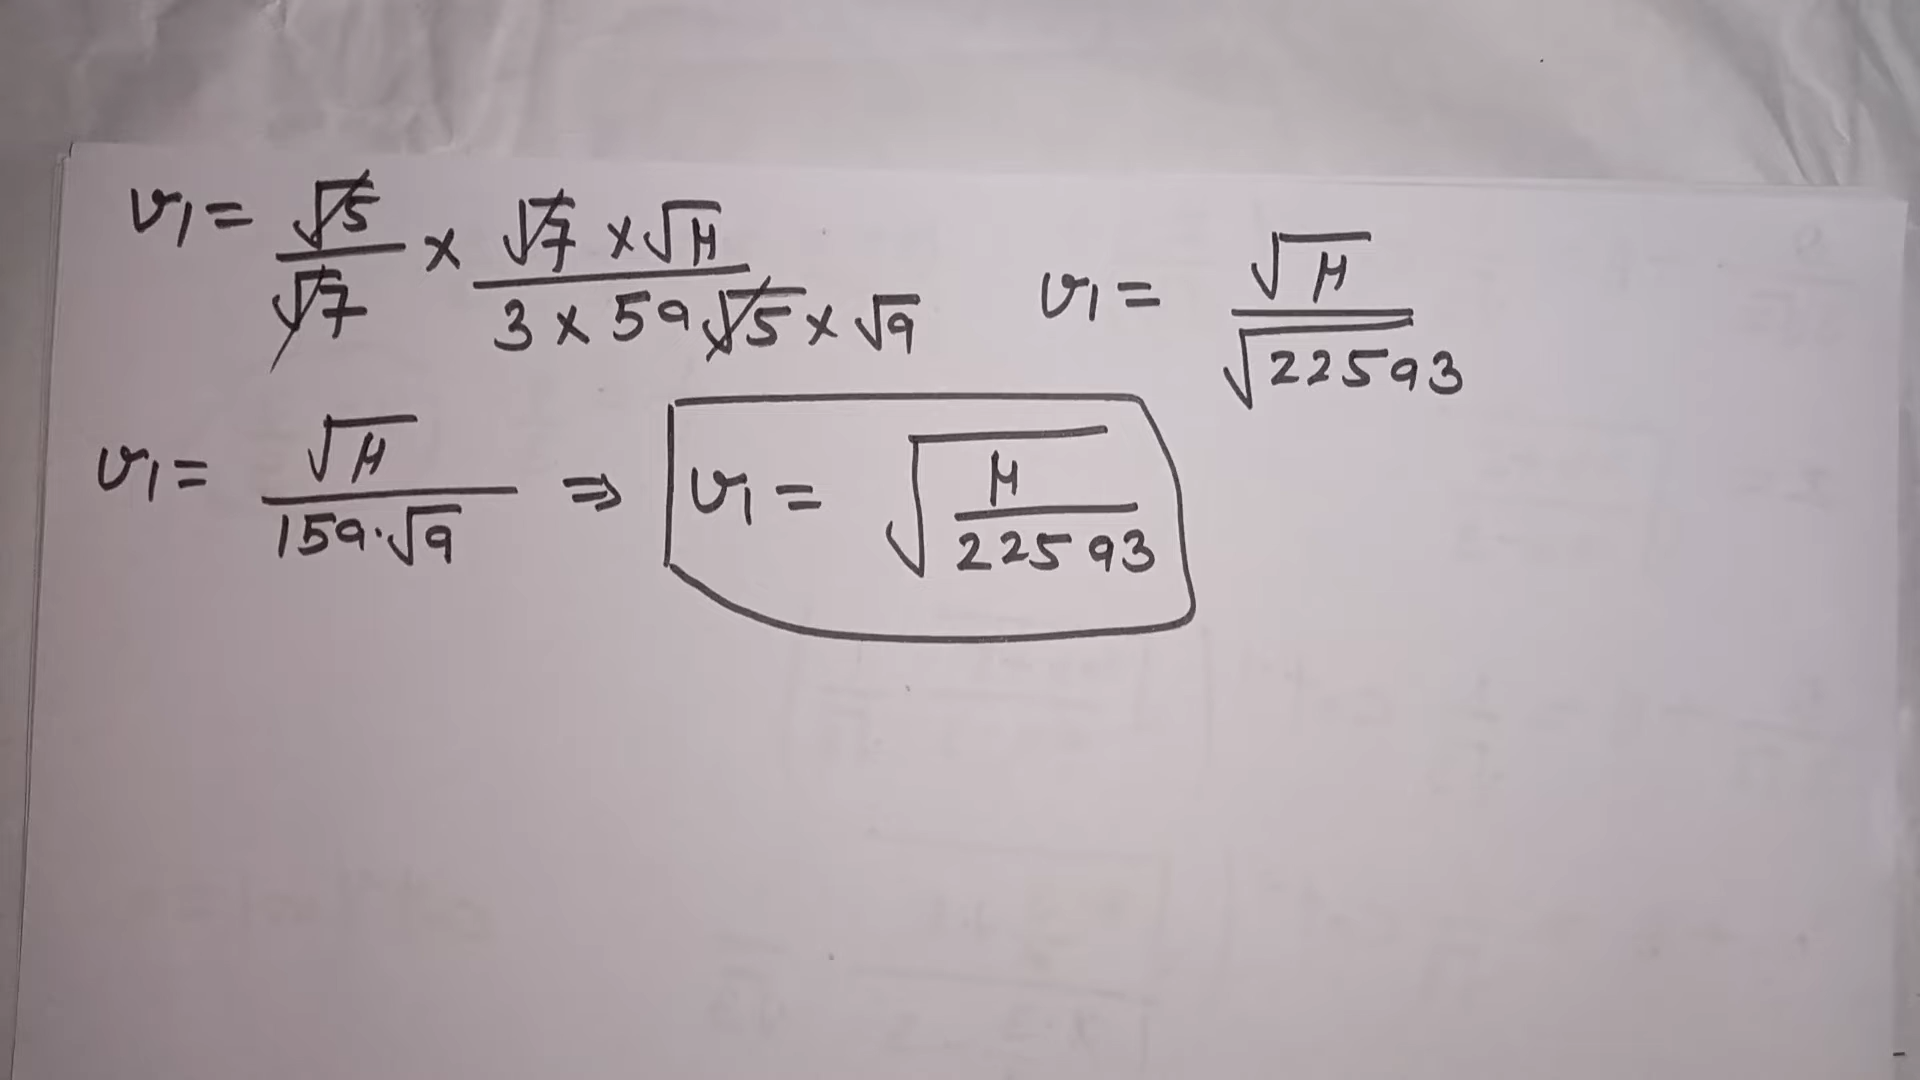 v₁ = √5/√7 × (√7 × √μ)/(3 × 59√5 × √9)
v₁ = √μ/√22593
v₁ = √μ/(159·√9) ⇒ v₁ = √(μ/22593)